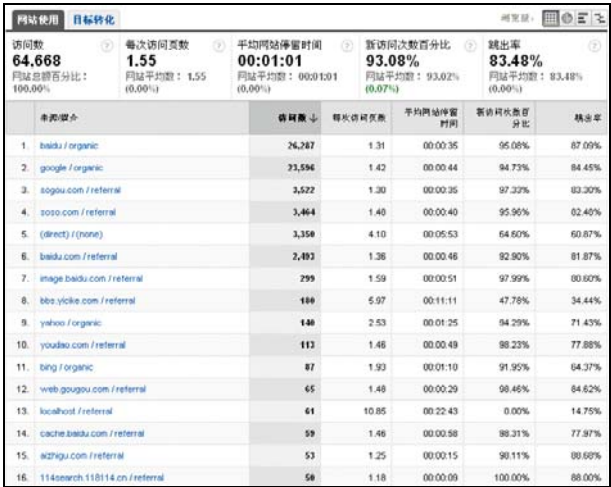 网站使用 目标转化 浏览量:
访问数 每次访问页数 平均网站停留时间 新访问次数百分比 跳出率
64,668 1.55 00:01:01 93.08% 83.48%
网站总额百分比: 网站平均数: 1.55 网站平均数: 00:01:01 网站平均数: 93.02% 网站平均数: 83.48%
100.00% (0.00%) (0.00%) (0.07%) (0.00%)
来源/媒介 访问数 ↓ 每次访问页数 平均网站停留时间 新访问次数百分比 跳出率
1. baidu / organic 26,287 1.31 00:00:35 95.08% 87.09%
2. google / organic 23,596 1.42 00:00:44 94.73% 84.45%
3. sogou.com / referral 3,522 1.30 00:00:35 97.33% 83.30%
4. soso.com / referral 3,464 1.40 00:00:40 95.96% 82.48%
5. (direct) / (none) 3,350 4.10 00:05:53 64.60% 60.87%
6. baidu.com / referral 2,493 1.36 00:00:46 92.90% 81.87%
7. image.baidu.com / referral 299 1.59 00:00:51 97.99% 80.60%
8. bbs.yicike.com / referral 180 5.97 00:11:11 47.78% 34.44%
9. yahoo / organic 140 2.53 00:01:25 94.29% 71.43%
10. youdao.com / referral 113 1.46 00:00:49 98.23% 77.88%
11. bing / organic 87 1.93 00:01:10 91.95% 64.37%
12. web.gougou.com / referral 65 1.48 00:00:29 98.46% 84.62%
13. localhost / referral 61 10.85 00:22:43 0.00% 14.75%
14. cache.baidu.com / referral 59 1.46 00:00:58 98.31% 77.97%
15. aizhigu.com / referral 53 1.25 00:00:15 98.11% 88.68%
16. 114search.118114.cn / referral 50 1.18 00:00:09 100.00% 88.00%